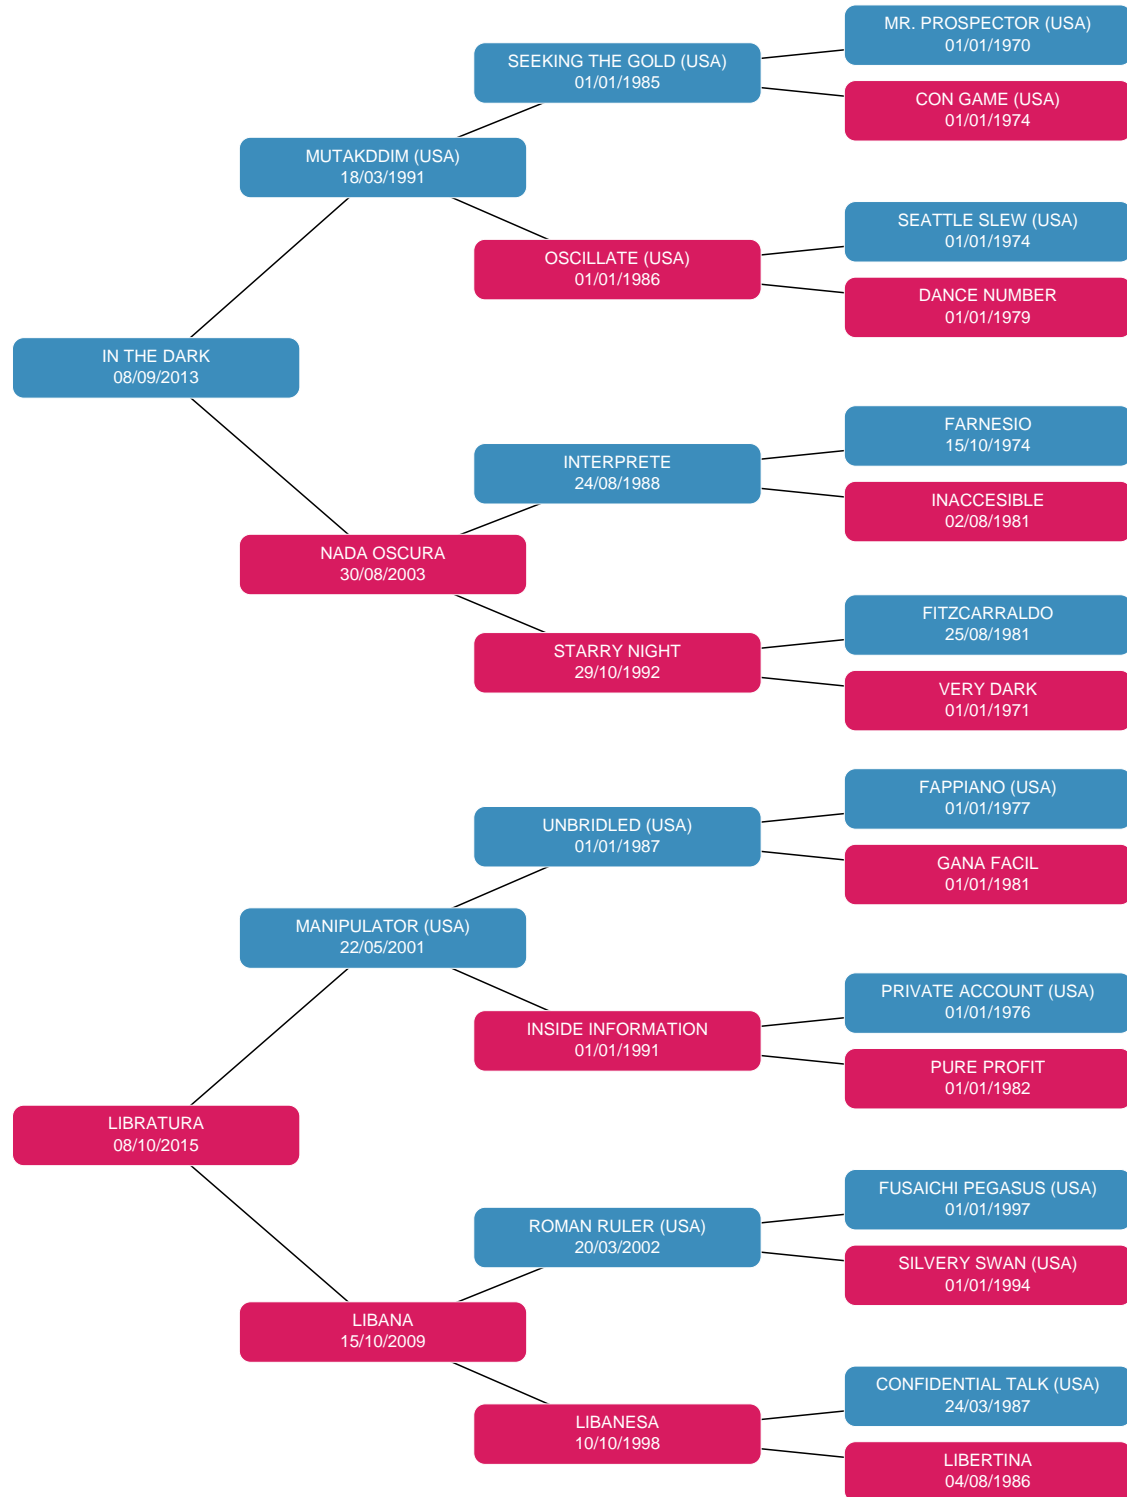 MR. PROSPECTOR (USA)
01/01/1970
SEEKING THE GOLD (USA)
01/01/1985
CON GAME (USA)
01/01/1974
MUTAKDDIM (USA)
18/03/1991
SEATTLE SLEW (USA)
01/01/1974
OSCILLATE (USA)
01/01/1986
DANCE NUMBER
01/01/1979
IN THE DARK
08/09/2013
FARNESIO
15/10/1974
INTERPRETE
24/08/1988
INACCESIBLE
02/08/1981
NADA OSCURA
30/08/2003
FITZCARRALDO
25/08/1981
STARRY NIGHT
29/10/1992
VERY DARK
01/01/1971
FAPPIANO (USA)
01/01/1977
UNBRIDLED (USA)
01/01/1987
GANA FACIL
01/01/1981
MANIPULATOR (USA)
22/05/2001
PRIVATE ACCOUNT (USA)
01/01/1976
INSIDE INFORMATION
01/01/1991
PURE PROFIT
01/01/1982
LIBRATURA
08/10/2015
FUSAICHI PEGASUS (USA)
01/01/1997
ROMAN RULER (USA)
20/03/2002
SILVERY SWAN (USA)
01/01/1994
LIBANA
15/10/2009
CONFIDENTIAL TALK (USA)
24/03/1987
LIBANESA
10/10/1998
LIBERTINA
04/08/1986